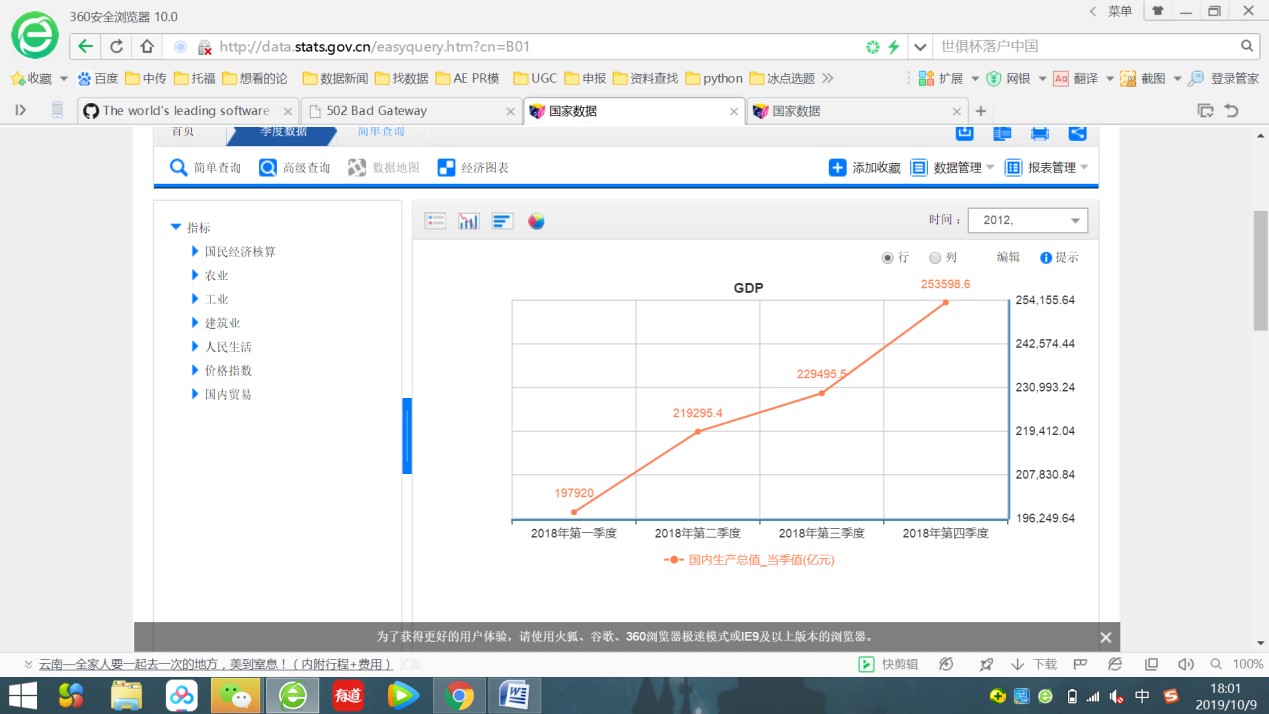 360安全浏览器 10.0
菜单
http://data.stats.gov.cn/easyquery.htm?cn=B01
世俱杯落户中国
收藏 百度 中传 托福 想看的论 数据新闻 找数据 AE PR模 UGC 申报 资料查找 python 冰点选题 扩展 网银 翻译 截图 登录管家
The world's leading software 502 Bad Gateway 国家数据 国家数据
首页 季度数据 简单查询
简单查询 高级查询 数据地图 经济图表 添加收藏 数据管理 报表管理
指标
国民经济核算
农业
工业
建筑业
人民生活
价格指数
国内贸易
时间： 2012,
行 列 编辑 提示
GDP
253598.6
229495.5
219295.4
197920
254,155.64
242,574.44
230,993.24
219,412.04
207,830.84
196,249.64
2018年第一季度 2018年第二季度 2018年第三季度 2018年第四季度
国内生产总值_当季值(亿元)
为了获得更好的用户体验，请使用火狐、谷歌、360浏览器极速模式或IE9及以上版本的浏览器。
云南—全家人要一起去一次的地方，美到窒息！（内附行程+费用）
快剪辑 下载 100%
有道
中
18:01
2019/10/9